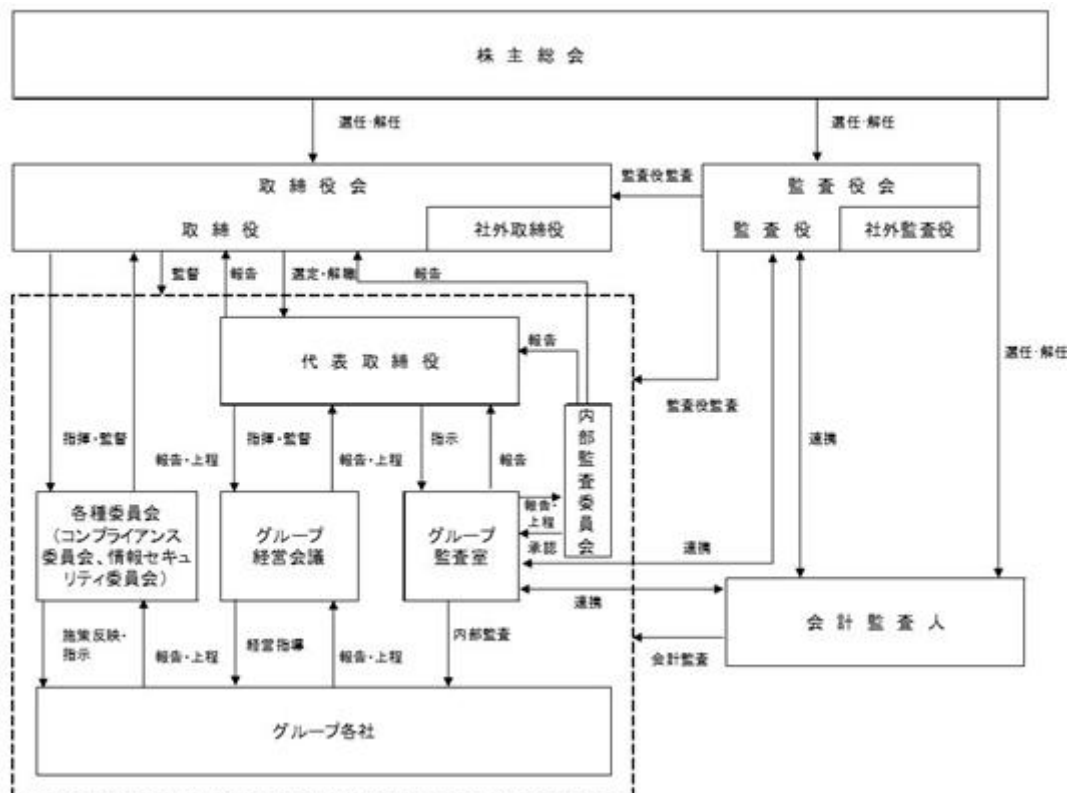 株主総会
選任・解任
選任・解任
取締役会
監査役監査
監査役会
取締役
社外取締役
監査役
社外監査役
監督
報告
選定・解職
報告
代表取締役
報告
選任・解任
監査役監査
指揮・監督
報告・上程
指揮・監督
報告・上程
指示
報告
内部監査委員会
連携
各種委員会
(コンプライアンス
委員会、情報セキュ
リティ委員会)
グループ
経営会議
グループ
監査室
報告・
上程
承認
連携
連携
会計監査人
施策反映・
指示
報告・上程
経営指導
報告・上程
内部監査
会計監査
グループ各社